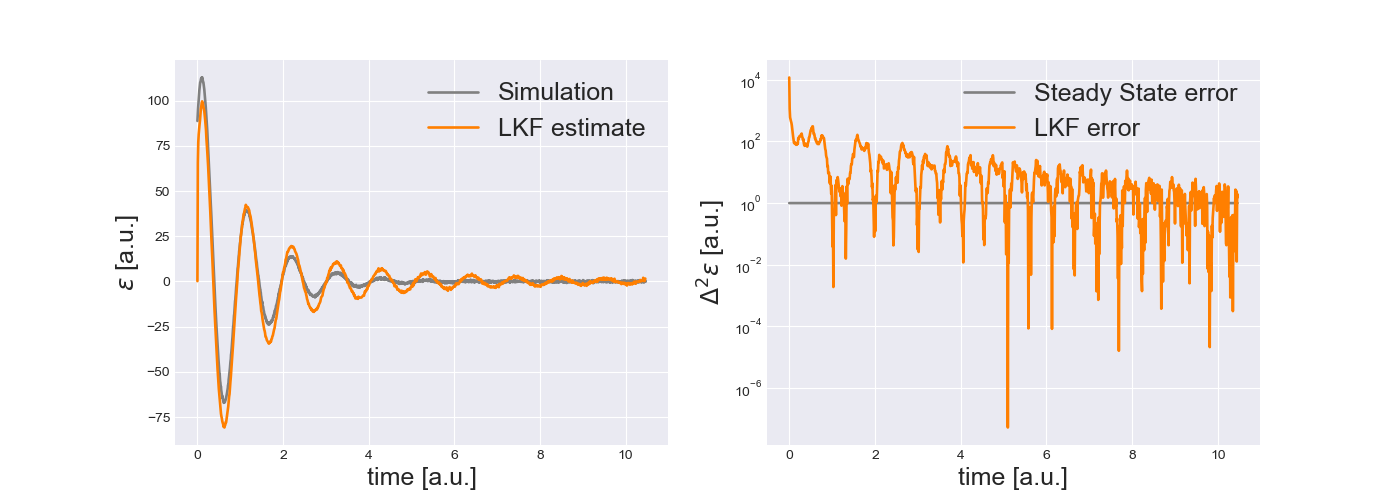 Simulation
LKF estimate
100
75
50
25
0
−25
−50
−75
ε [a.u.]
0 2 4 6 8 10
time [a.u.]
Steady State error
LKF error
10⁴
10²
10⁰
10⁻²
10⁻⁴
10⁻⁶
Δ²ε [a.u.]
0 2 4 6 8 10
time [a.u.]